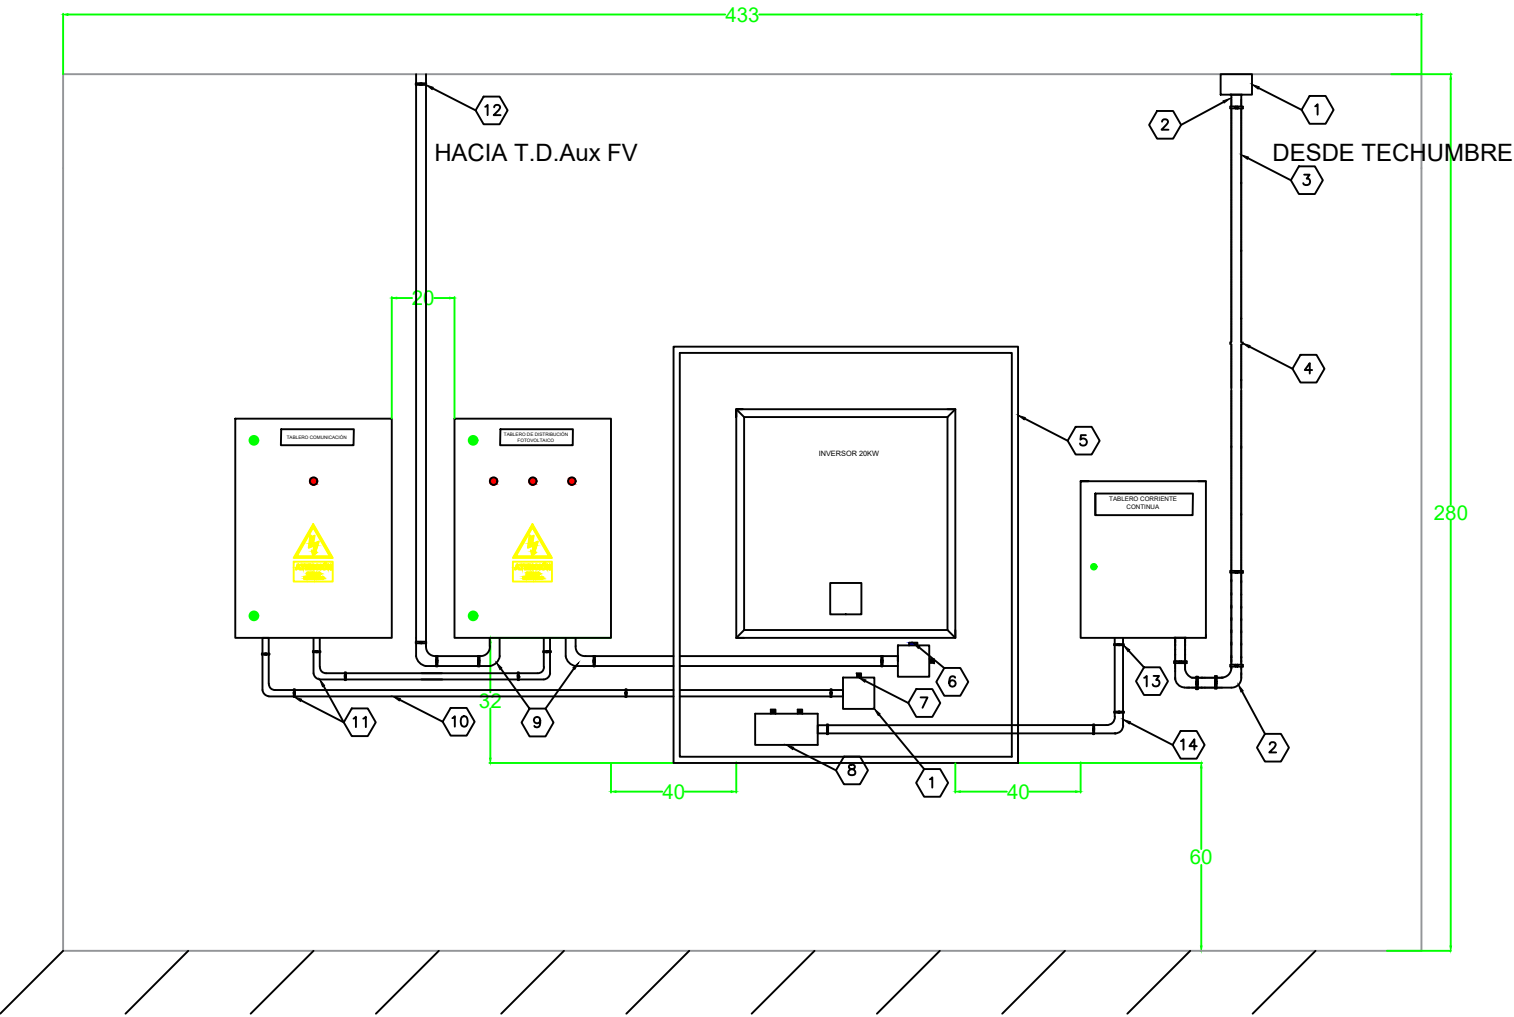 433
12
1
2
HACIA T.D.Aux FV
DESDE TECHUMBRE
3
20
4
TABLERO COMUNICACIÓN
TABLERO DE DISTRIBUCIÓN
FOTOVOLTAICO
5
INVERSOR 20KW
TABLERO CORRIENTE
CONTINUA
280
6
13
7
32
11
10
9
14
2
8
1
40
40
60